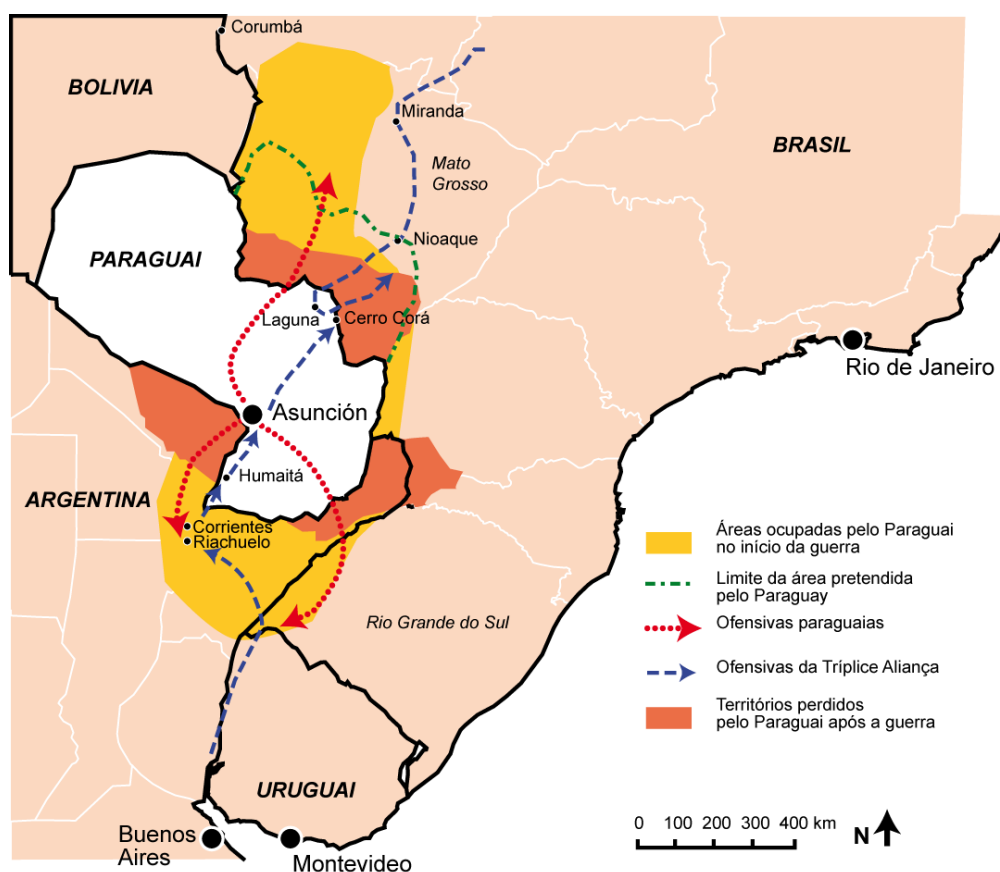 Corumbá
BOLIVIA
Miranda
BRASIL
Mato
Grosso
Nioaque
PARAGUAI
Laguna
Cerro Corá
Rio de Janeiro
Asunción
Humaitá
ARGENTINA
Corrientes
Riachuelo
Rio Grande do Sul
Áreas ocupadas pelo Paraguai
no início da guerra
Limite da área pretendida
pelo Paraguay
Ofensivas paraguaias
Ofensivas da Tríplice Aliança
Territórios perdidos
pelo Paraguai após a guerra
URUGUAI
Buenos
Aires
Montevideo
0 100 200 300 400 km
N